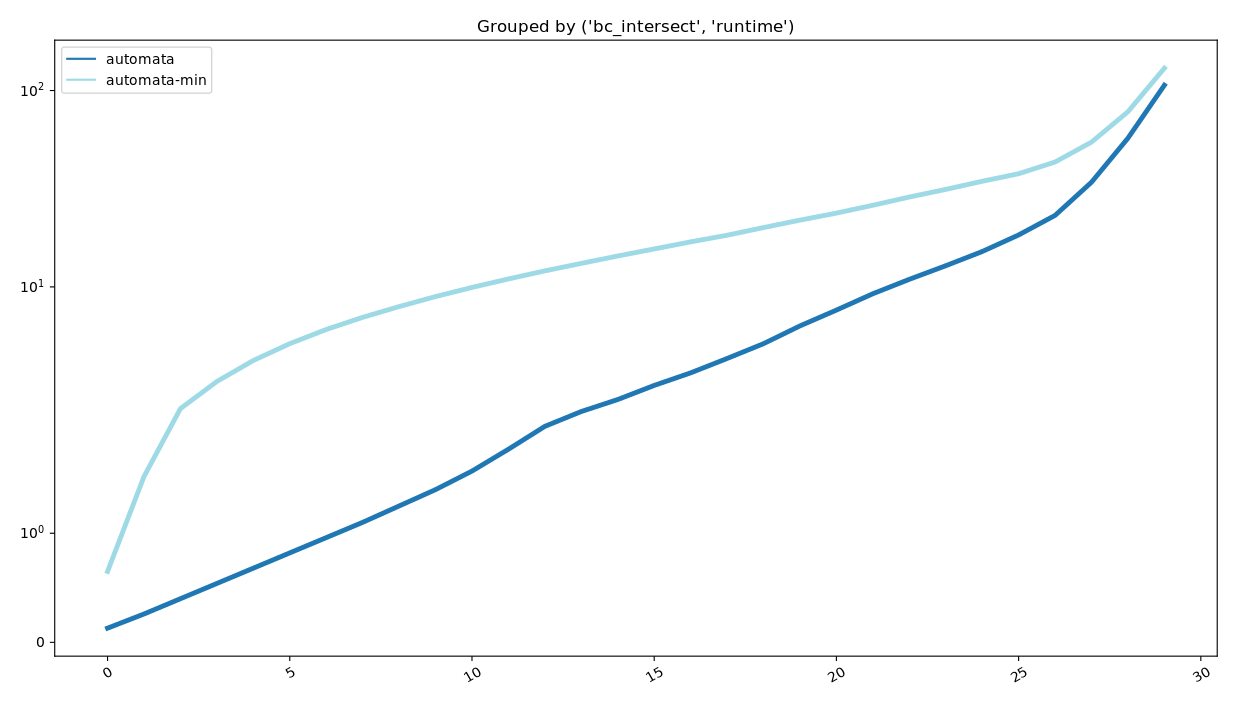 Grouped by ('bc_intersect', 'runtime')
automata
automata-min
10²
10¹
10⁰
0
0 5 10 15 20 25 30